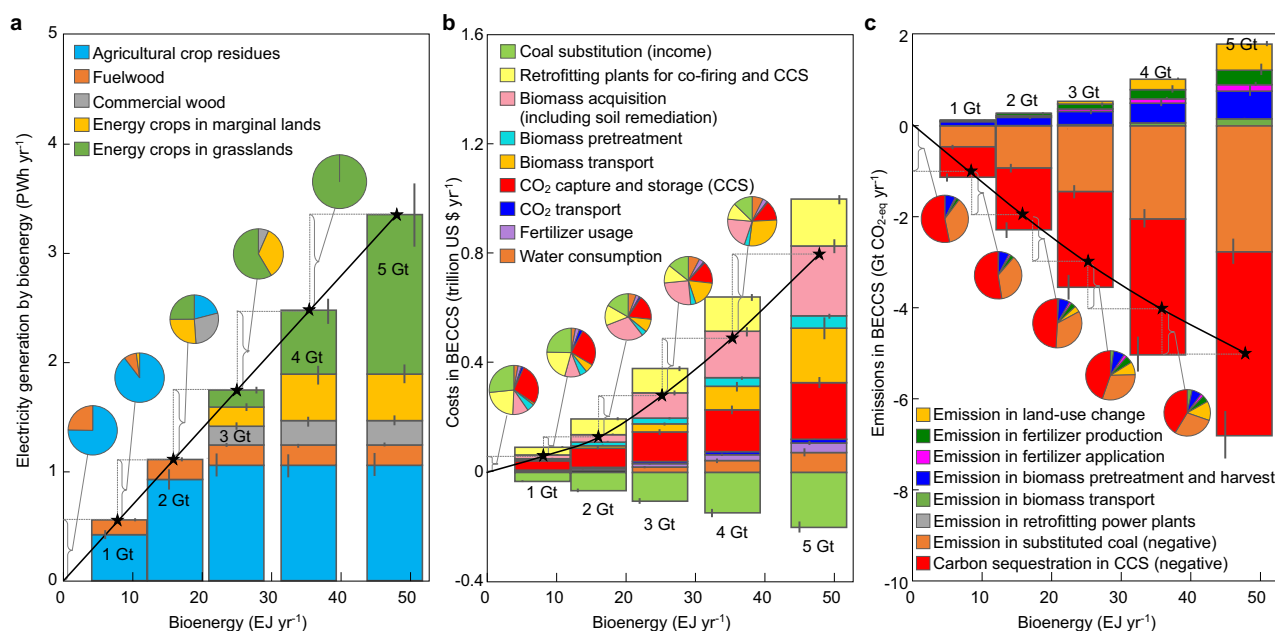 a
Electricity generation by bioenergy (PWh yr⁻¹)
5
4
3
2
1
0
Agricultural crop residues
Fuelwood
Commercial wood
Energy crops in marginal lands
Energy crops in grasslands
1 Gt
2 Gt
3 Gt
4 Gt
5 Gt
0 10 20 30 40 50
Bioenergy (EJ yr⁻¹)
b
Costs in BECCS (trillion US $ yr⁻¹)
1.6
1.2
0.8
0.4
0
-0.4
Coal substitution (income)
Retrofitting plants for co-firing and CCS
Biomass acquisition
(including soil remediation)
Biomass pretreatment
Biomass transport
CO₂ capture and storage (CCS)
CO₂ transport
Fertilizer usage
Water consumption
1 Gt
2 Gt
3 Gt
4 Gt
5 Gt
0 10 20 30 40 50
Bioenergy (EJ yr⁻¹)
c
Emissions in BECCS (Gt CO₂₋eq yr⁻¹)
2
0
-2
-4
-6
-8
-10
1 Gt
2 Gt
3 Gt
4 Gt
5 Gt
Emission in land-use change
Emission in fertilizer production
Emission in fertilizer application
Emission in biomass pretreatment and harvest
Emission in biomass transport
Emission in retrofitting power plants
Emission in substituted coal (negative)
Carbon sequestration in CCS (negative)
0 10 20 30 40 50
Bioenergy (EJ yr⁻¹)